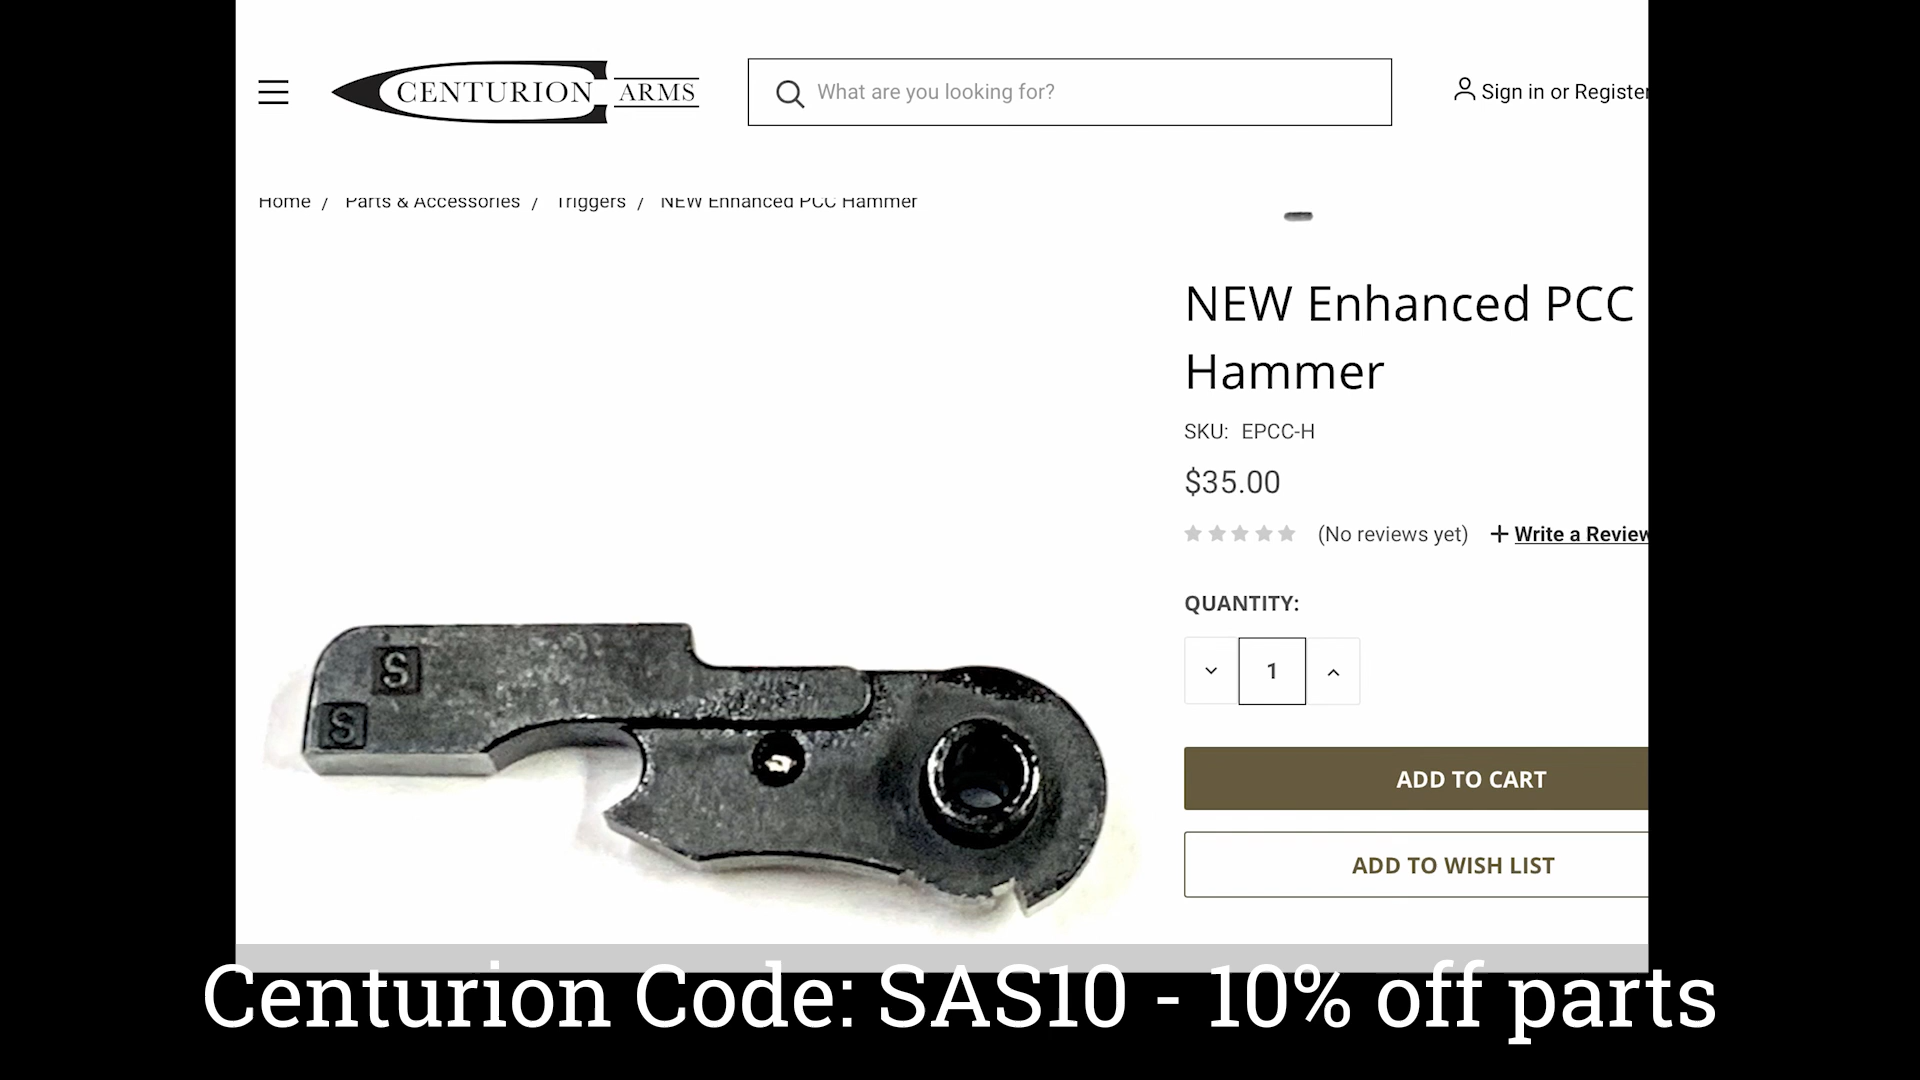 CENTURION ARMS
What are you looking for?
Sign in or Register
Home / Parts & Accessories / Triggers / NEW Enhanced PCC Hammer
NEW Enhanced PCC
Hammer
SKU: EPCC-H
$35.00
(No reviews yet) + Write a Review
QUANTITY:
1
ADD TO CART
ADD TO WISH LIST
S
S
Centurion Code: SAS10 - 10% off parts